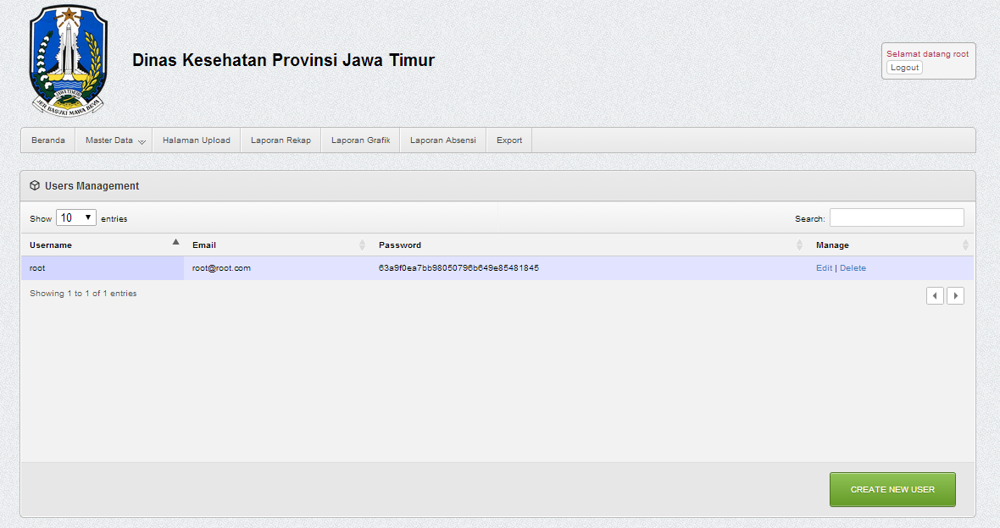 JAWA TIMUR
JER BASUKI MAWA BEYA
Dinas Kesehatan Provinsi Jawa Timur
Selamat datang root
Logout
Beranda Master Data Halaman Upload Laporan Rekap Laporan Grafik Laporan Absensi Export
Users Management
Show 10 entries Search:
Username Email Password Manage
root root@root.com 63a9f0ea7bb98050796b649e85481845 Edit | Delete
Showing 1 to 1 of 1 entries
CREATE NEW USER